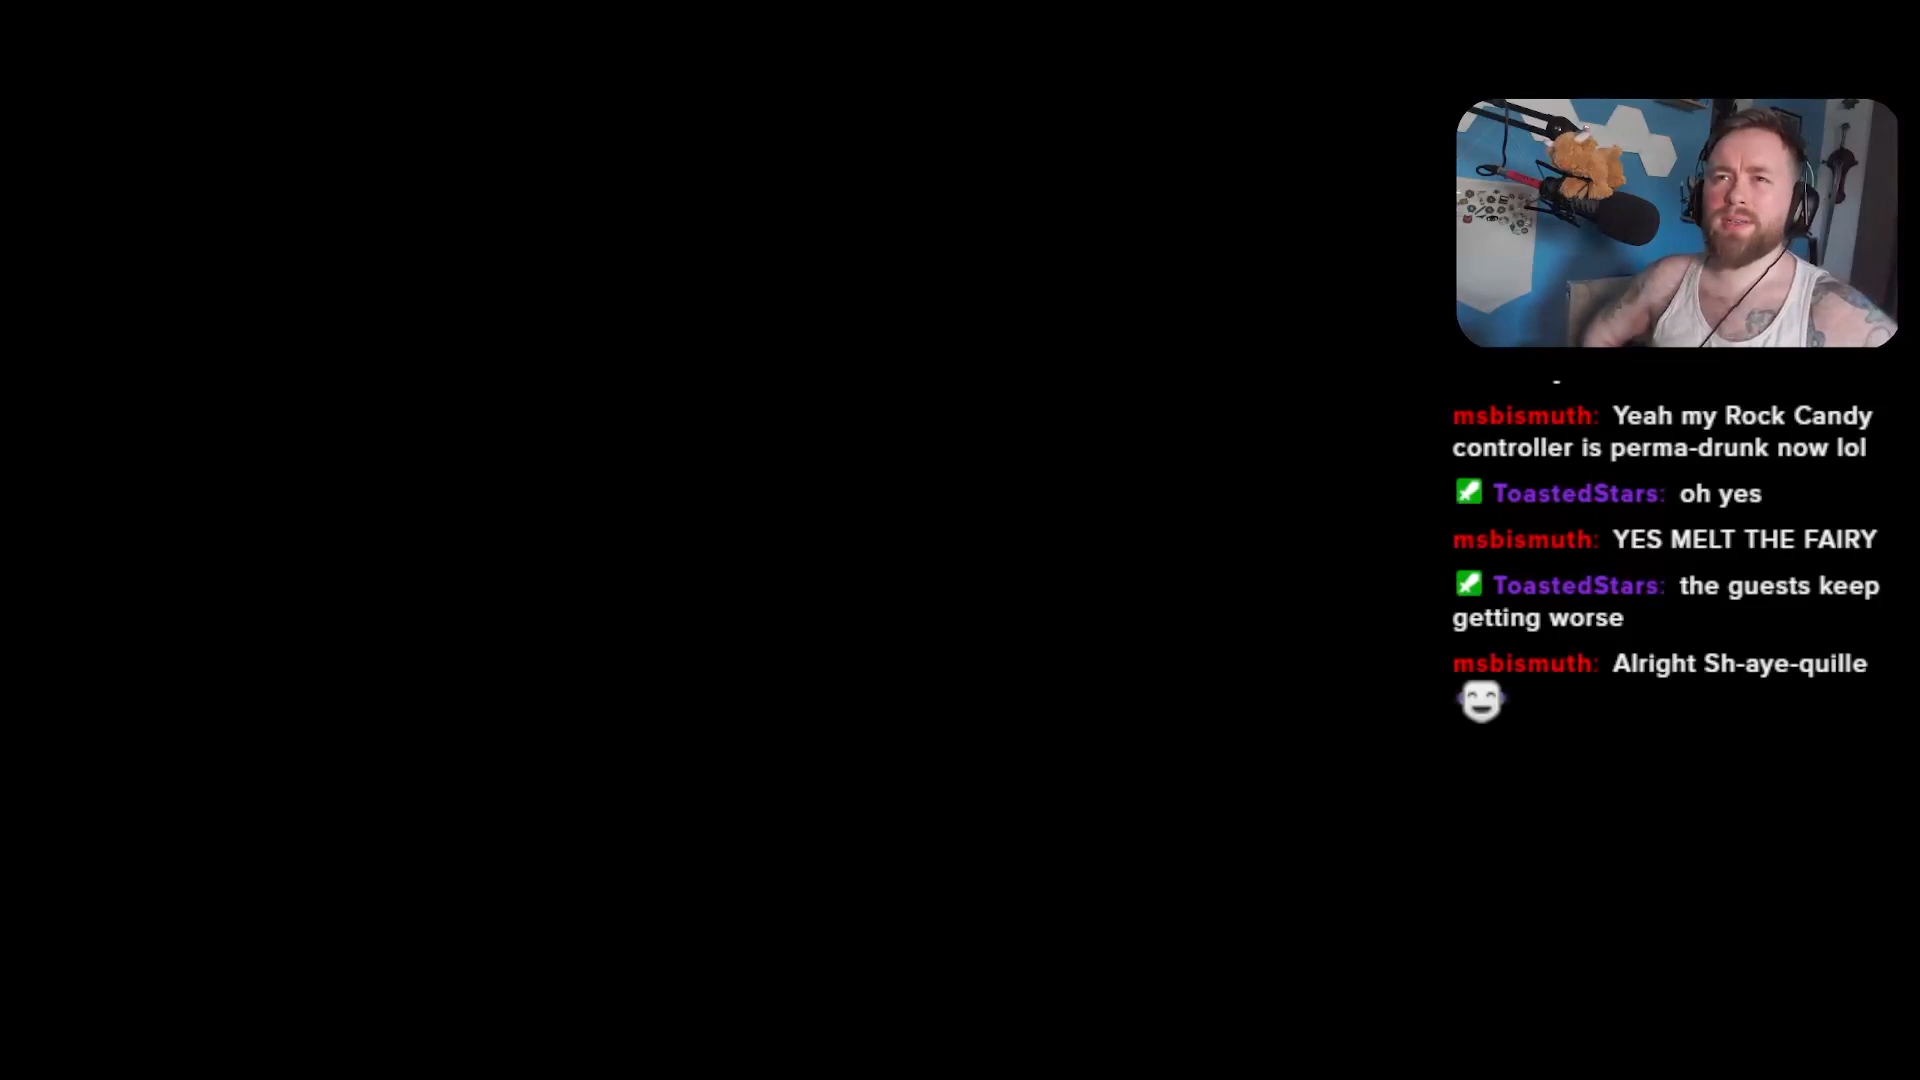 msbismuth: Yeah my Rock Candy
controller is perma-drunk now lol
ToastedStars: oh yes
msbismuth: YES MELT THE FAIRY
ToastedStars: the guests keep
getting worse
msbismuth: Alright Sh-aye-quille